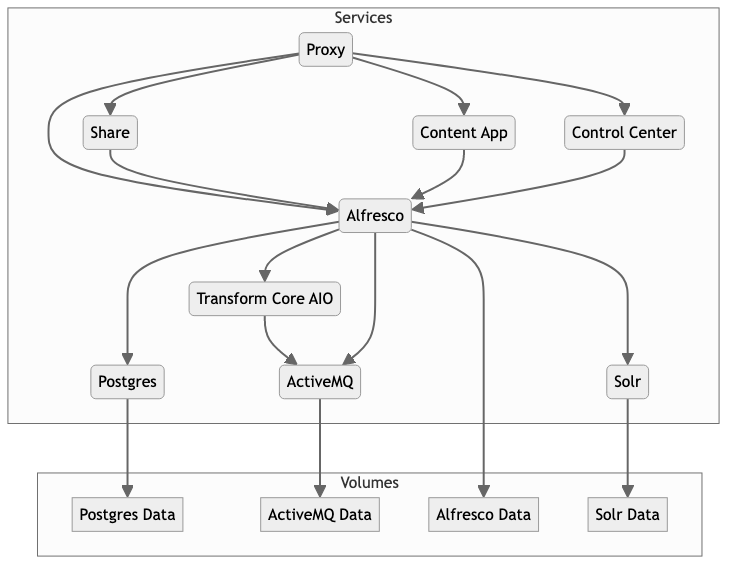 Services
Proxy
Share
Content App
Control Center
Alfresco
Transform Core AIO
Postgres
ActiveMQ
Solr
Volumes
Postgres Data
ActiveMQ Data
Alfresco Data
Solr Data